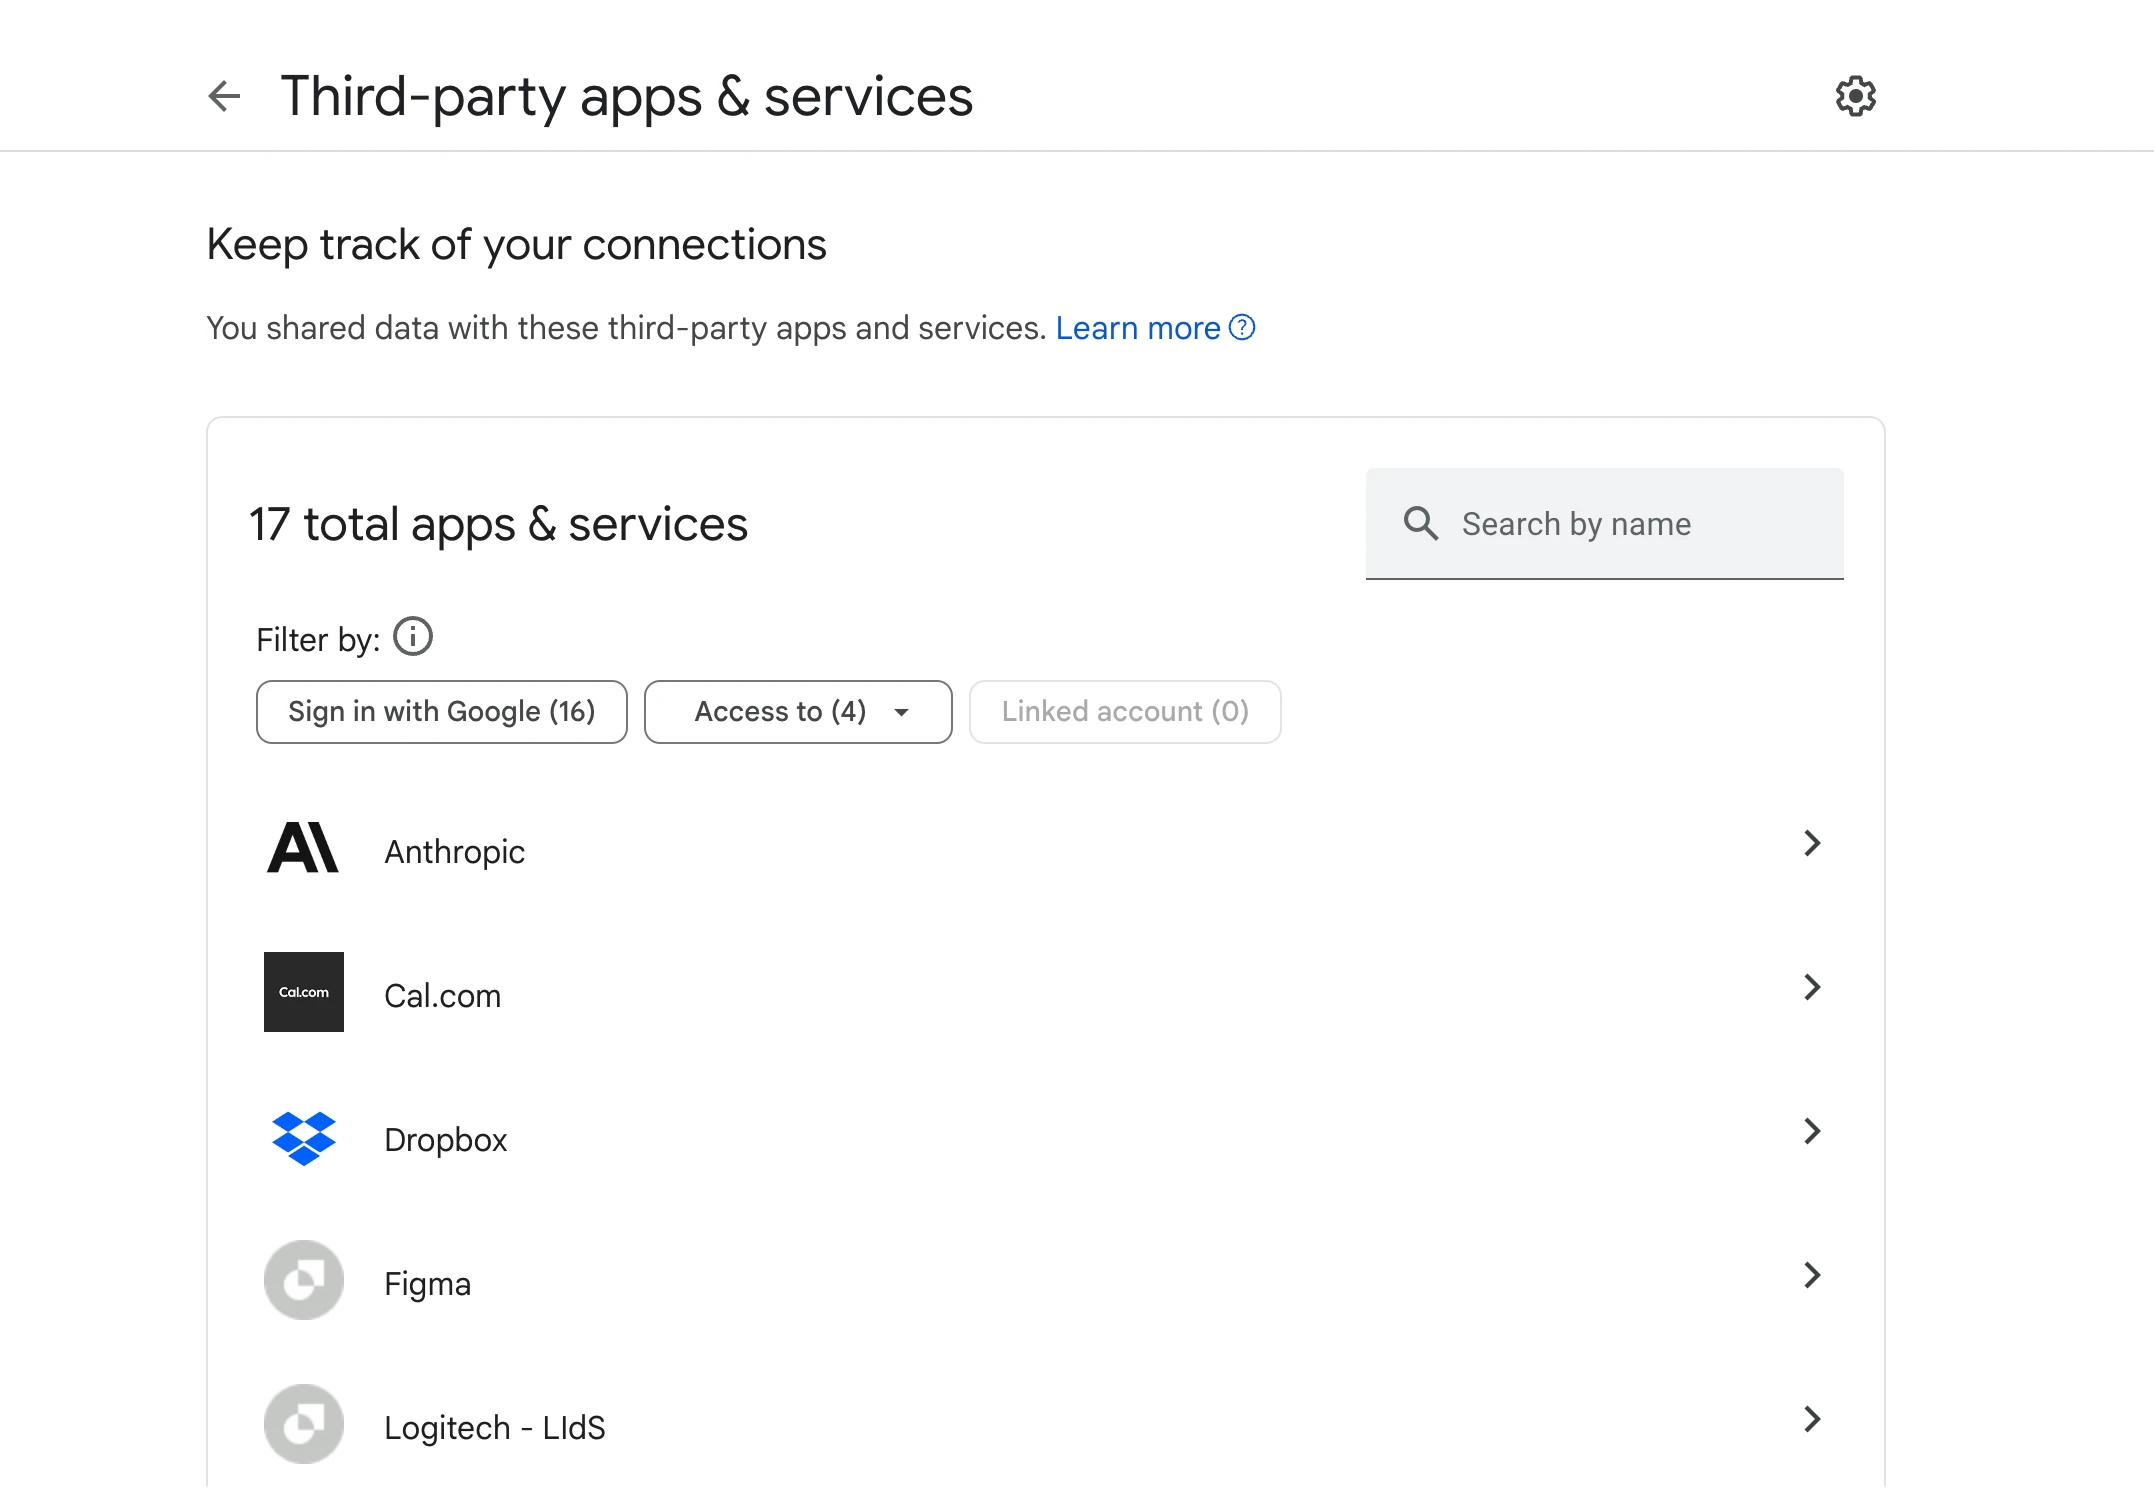 Third-party apps & services
Keep track of your connections
You shared data with these third-party apps and services. Learn more
17 total apps & services
Search by name
Filter by:
Sign in with Google (16)
Access to (4)
Linked account (0)
Anthropic
Cal.com
Cal.com
Dropbox
Figma
Logitech - LIdS